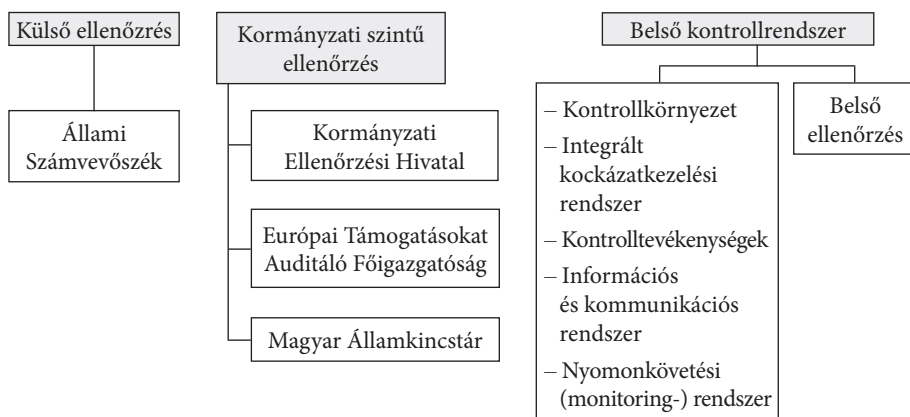 Külső ellenőzrés
Állami
Számvevőszék
Kormányzati szintű
ellenőrzés
Kormányzati
Ellenőrzési Hivatal
Európai Támogatásokat
Auditáló Főigazgatóság
Magyar Államkincstár
Belső kontrollrendszer
– Kontrollkörnyezet
– Integrált
kockázatkezelési
rendszer
– Kontrolltevékenységek
– Információs
és kommunikációs
rendszer
– Nyomonkövetési
(monitoring-) rendszer
Belső
ellenőrzés